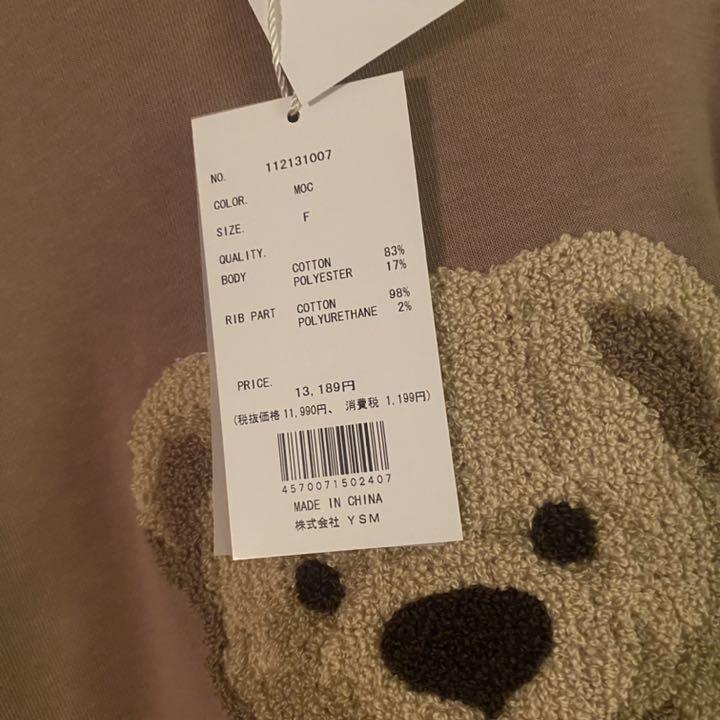 NO. 112131007
COLOR. MOC
SIZE. F
QUALITY.
BODY COTTON 83%
POLYESTER 17%
RIB PART COTTON 98%
POLYURETHANE 2%
PRICE. 13,189円
(税抜価格 11,990円、 消費税 1,199円)
4570071502407
MADE IN CHINA
株式会社 YSM